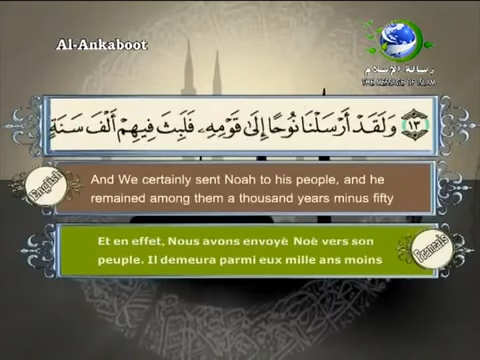 Al-Ankaboot
رسالة الإسلام
THE MESSAGE OF ISLAM
١٣ وَلَقَدْ أَرْسَلْنَا نُوحًا إِلَىٰ قَوْمِهِۦ فَلَبِثَ فِيهِمْ أَلْفَ سَنَةٍ
English
And We certainly sent Noah to his people, and he
remained among them a thousand years minus fifty
Et en effet, Nous avons envoyé Noé vers son
peuple. Il demeura parmi eux mille ans moins
Francais